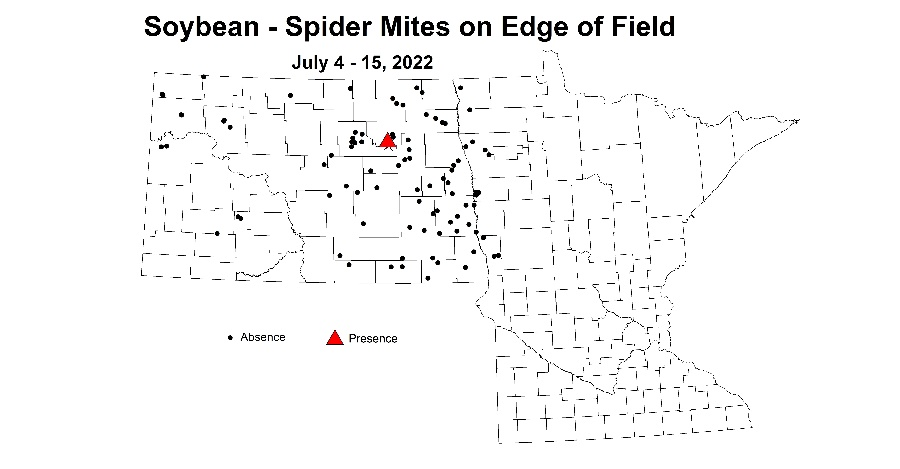 Soybean - Spider Mites on Edge of Field
July 4 - 15, 2022
Absence
Presence